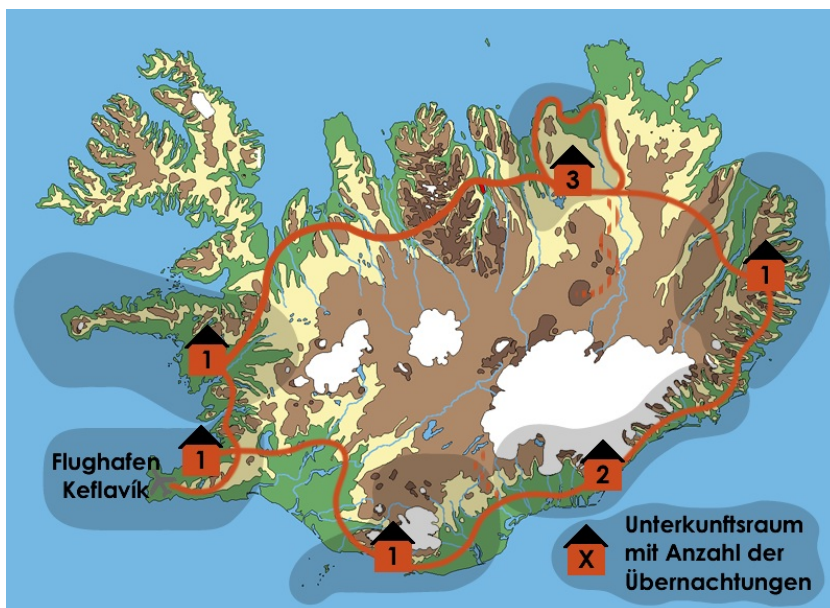 3
1
1
1
Flughafen
Keflavík
2
1
X
Unterkunftsraum
mit Anzahl der
Übernachtungen